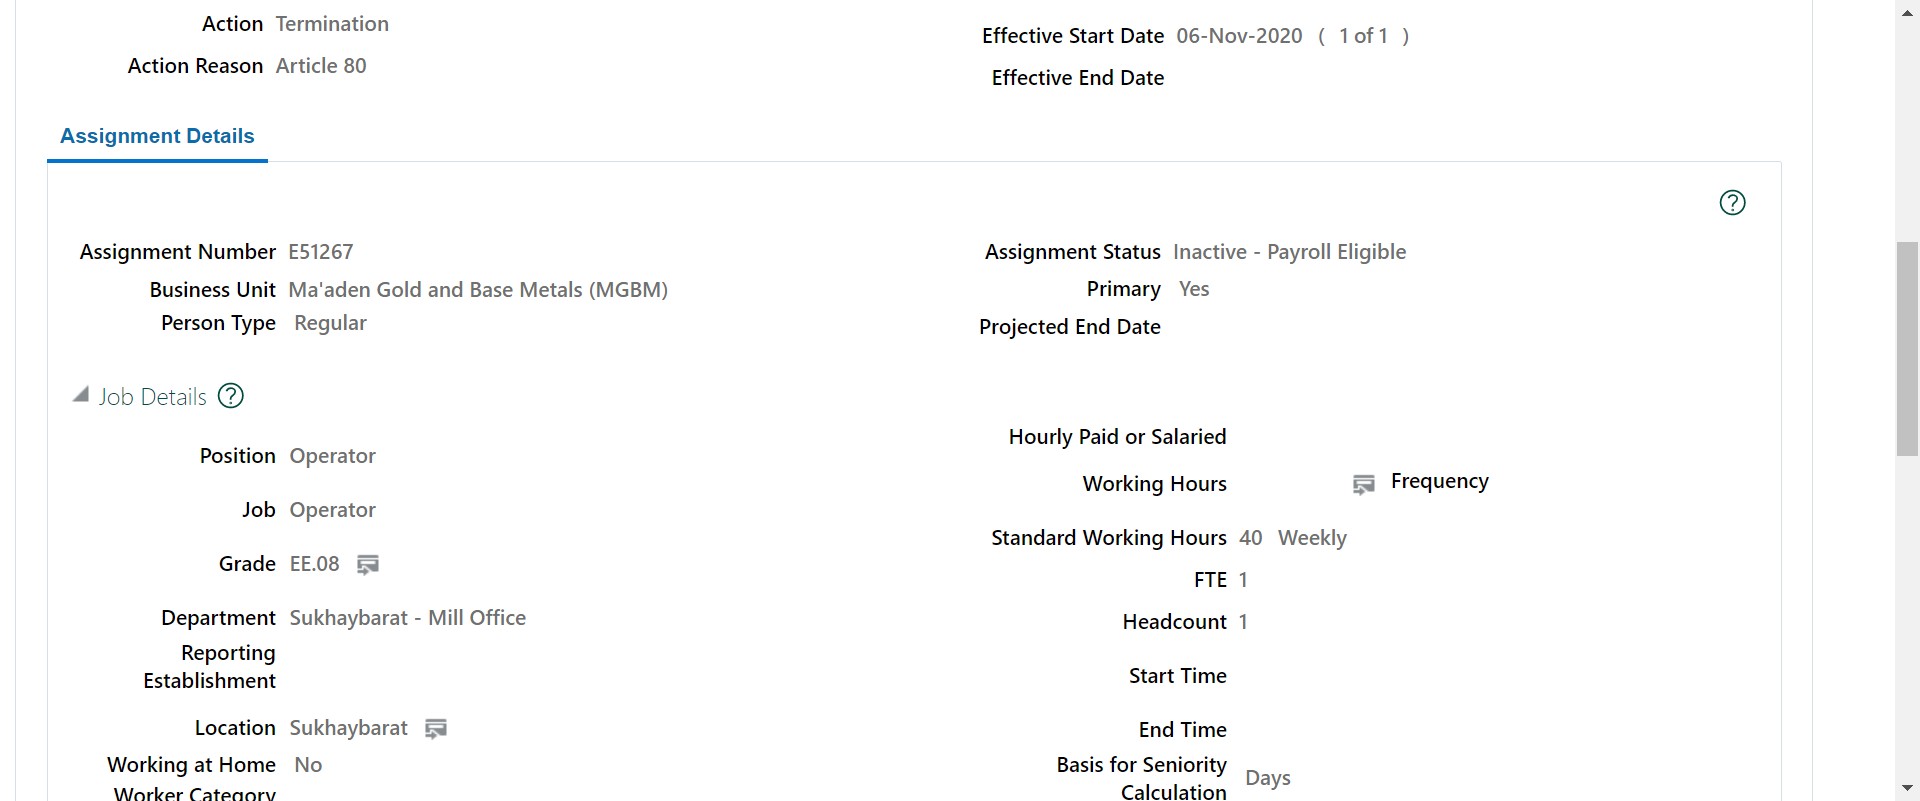 Action Termination
Effective Start Date 06-Nov-2020 ( 1 of 1 )
Action Reason Article 80
Effective End Date
Assignment Details
Assignment Number E51267
Assignment Status Inactive - Payroll Eligible
Business Unit Ma'aden Gold and Base Metals (MGBM)
Primary Yes
Person Type Regular
Projected End Date
Job Details
Hourly Paid or Salaried
Position Operator
Working Hours Frequency
Job Operator
Standard Working Hours 40 Weekly
Grade EE.08
FTE 1
Department Sukhaybarat - Mill Office
Headcount 1
Reporting
Establishment
Start Time
Location Sukhaybarat
End Time
Working at Home No
Basis for Seniority
Calculation Days
Worker Category